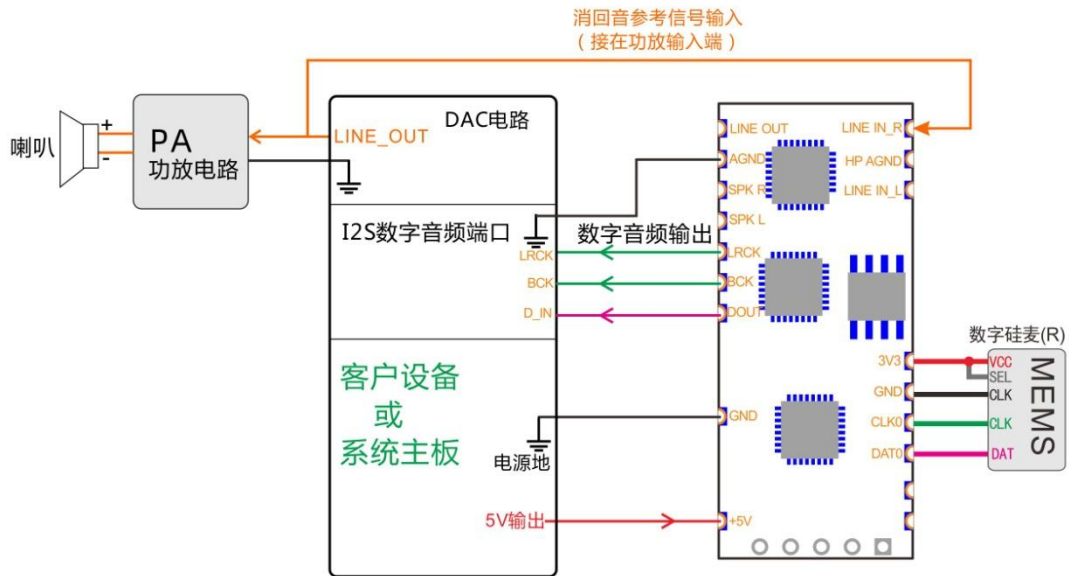 消回音参考信号输入
（接在功放输入端）
喇叭
+
-
PA
功放电路
DAC电路
LINE_OUT
I2S数字音频端口
LRCK
BCK
D_IN
数字音频输出
客户设备
或
系统主板
电源地
5V输出
LINE OUT
AGND
SPK R
SPK L
LRCK
BCK
DOUT
GND
+5V
LINE IN_R
HP AGND
LINE IN_L
3V3
GND
CLK0
DAT0
数字硅麦(R)
VCC
SEL
CLK
CLK
DAT
MEMS